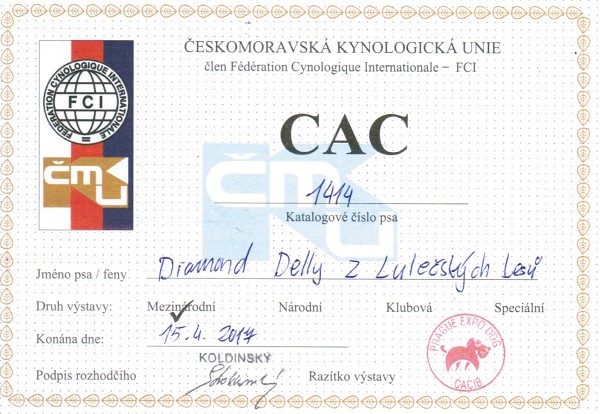 ČESKOMORAVSKÁ KYNOLOGICKÁ UNIE
člen Fédération Cynologique Internationale – FCI
FEDERATION CYNOLOGIQUE INTERNATIONALE
FCI
ČMKU
CAC
ČMKU
1414
Katalogové číslo psa
Jméno psa / feny Diamond Delly z Lulečských lesů
Druh výstavy: Mezinárodní Národní Klubová Speciální
Konána dne: 15.4. 2017
KOLDINSKÝ
Podpis rozhodčího Razítko výstavy
PRAGUE EXPO DOG
CACIB